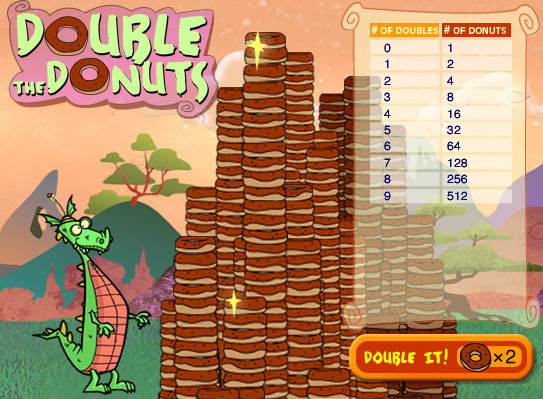 DOUBLE
THE DONUTS
# OF DOUBLES # OF DONUTS
0 1
1 2
2 4
3 8
4 16
5 32
6 64
7 128
8 256
9 512
DOUBLE IT! ×2